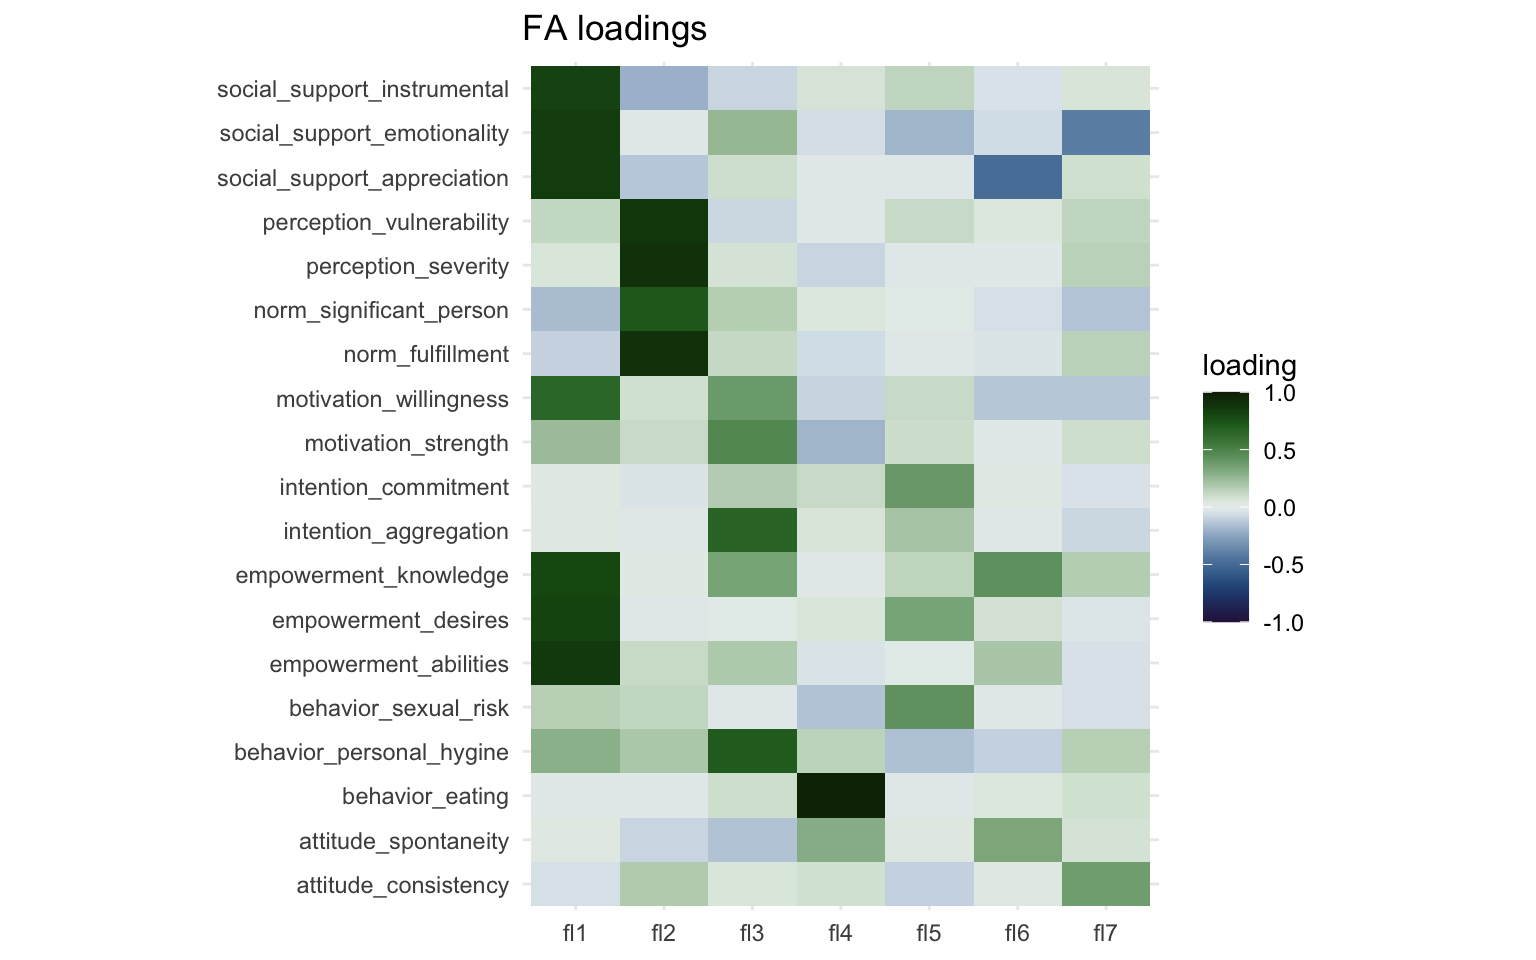 FA loadings
social_support_instrumental
social_support_emotionality
social_support_appreciation
perception_vulnerability
perception_severity
norm_significant_person
norm_fulfillment
motivation_willingness
motivation_strength
intention_commitment
intention_aggregation
empowerment_knowledge
empowerment_desires
empowerment_abilities
behavior_sexual_risk
behavior_personal_hygine
behavior_eating
attitude_spontaneity
attitude_consistency
fl1 fl2 fl3 fl4 fl5 fl6 fl7
loading
1.0
0.5
0.0
-0.5
-1.0